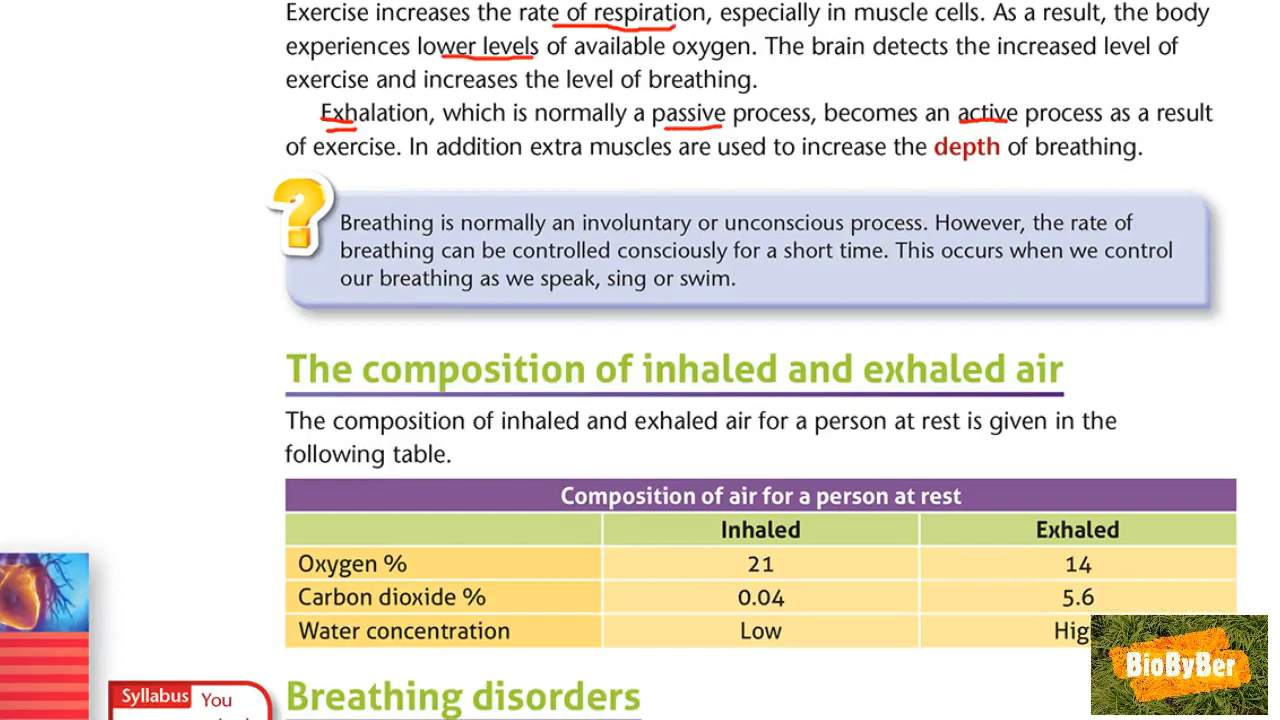 Exercise increases the rate of respiration, especially in muscle cells. As a result, the body
experiences lower levels of available oxygen. The brain detects the increased level of
exercise and increases the level of breathing.
Exhalation, which is normally a passive process, becomes an active process as a result
of exercise. In addition extra muscles are used to increase the depth of breathing.
?
Breathing is normally an involuntary or unconscious process. However, the rate of
breathing can be controlled consciously for a short time. This occurs when we control
our breathing as we speak, sing or swim.
The composition of inhaled and exhaled air
The composition of inhaled and exhaled air for a person at rest is given in the
following table.
Composition of air for a person at rest
Inhaled Exhaled
Oxygen % 21 14
Carbon dioxide % 0.04 5.6
Water concentration Low
BioByBer
Syllabus You
Breathing disorders